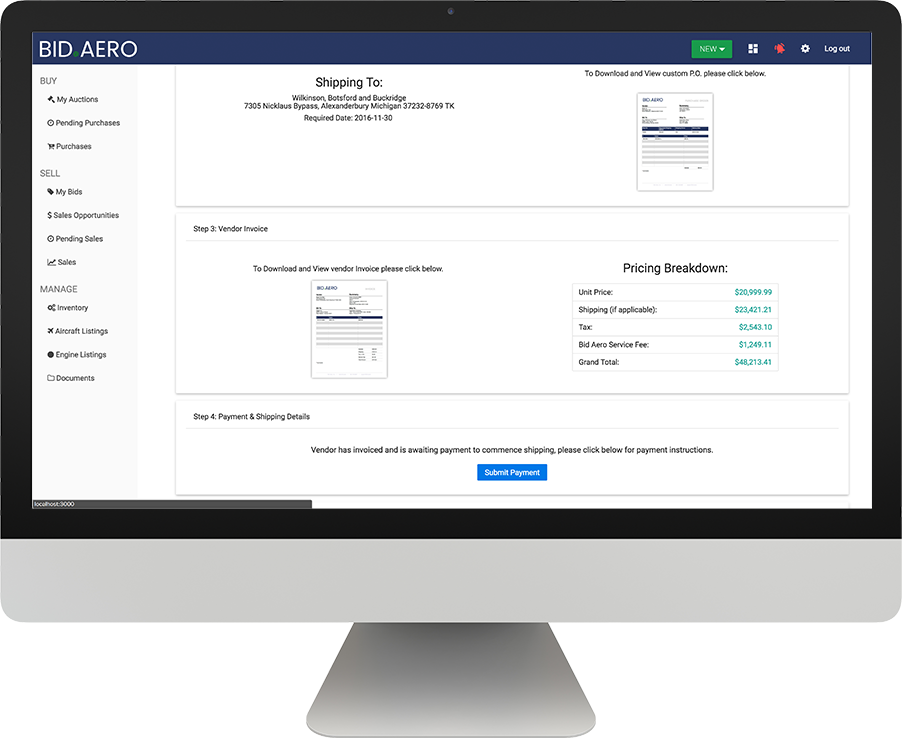 BID.AERO
NEW
Log out
BUY
My Auctions
Pending Purchases
Purchases
SELL
My Bids
$ Sales Opportunities
Pending Sales
Sales
MANAGE
Inventory
Aircraft Listings
Engine Listings
Documents
Shipping To:
Wilkinson, Botsford and Buckridge
7305 Nicklaus Bypass, Alexanderbury Michigan 37232-8769 TK
Required Date: 2016-11-30
To Download and View custom P.O. please click below.
BID.AERO
Step 3: Vendor Invoice
To Download and View vendor Invoice please click below.
BID.AERO
Pricing Breakdown:
Unit Price: $20,999.99
Shipping (if applicable): $23,421.21
Tax: $2,543.10
Bid Aero Service Fee: $1,249.11
Grand Total: $48,213.41
Step 4: Payment & Shipping Details
Vendor has invoiced and is awaiting payment to commence shipping, please click below for payment instructions.
Submit Payment
localhost:3000